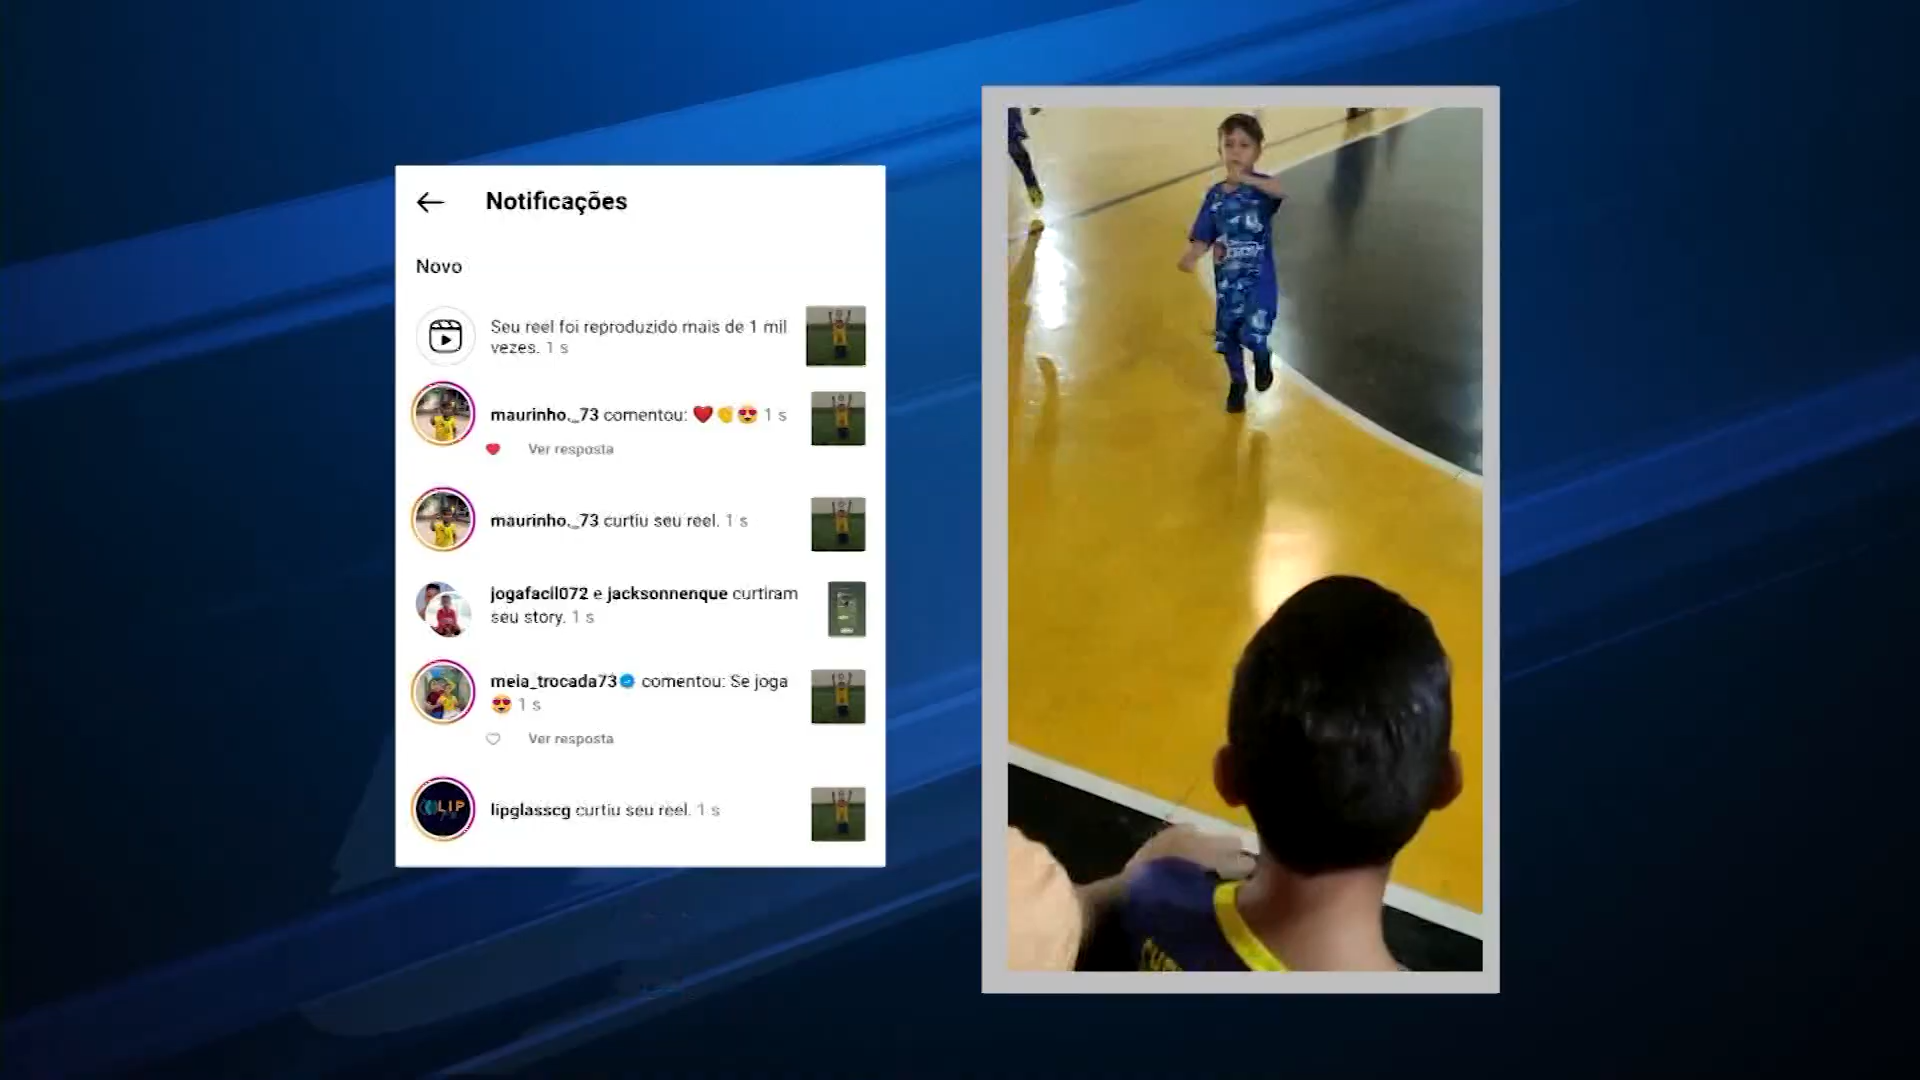 Notificações
Novo
Seu reel foi reproduzido mais de 1 mil
vezes. 1 s
maurinho._73 comentou: ❤️👏😍 1 s
Ver resposta
maurinho._73 curtiu seu reel. 1 s
jogafacil072 e jacksonnenque curtiram
seu story. 1 s
meia_trocada73 comentou: Se joga
😍 1 s
Ver resposta
LIP
lipglasscg curtiu seu reel. 1 s